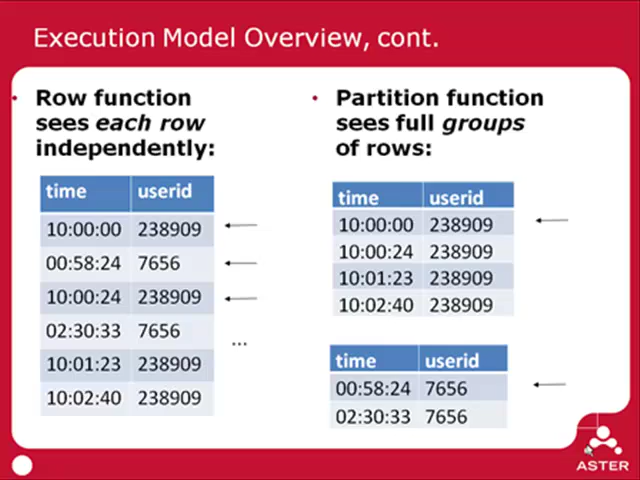 Execution Model Overview, cont.
• Row function
sees each row
independently:
time userid
10:00:00 238909
00:58:24 7656
10:00:24 238909
02:30:33 7656
10:01:23 238909
10:02:40 238909
...
• Partition function
sees full groups
of rows:
time userid
10:00:00 238909
10:00:24 238909
10:01:23 238909
10:02:40 238909
time userid
00:58:24 7656
02:30:33 7656
ASTER